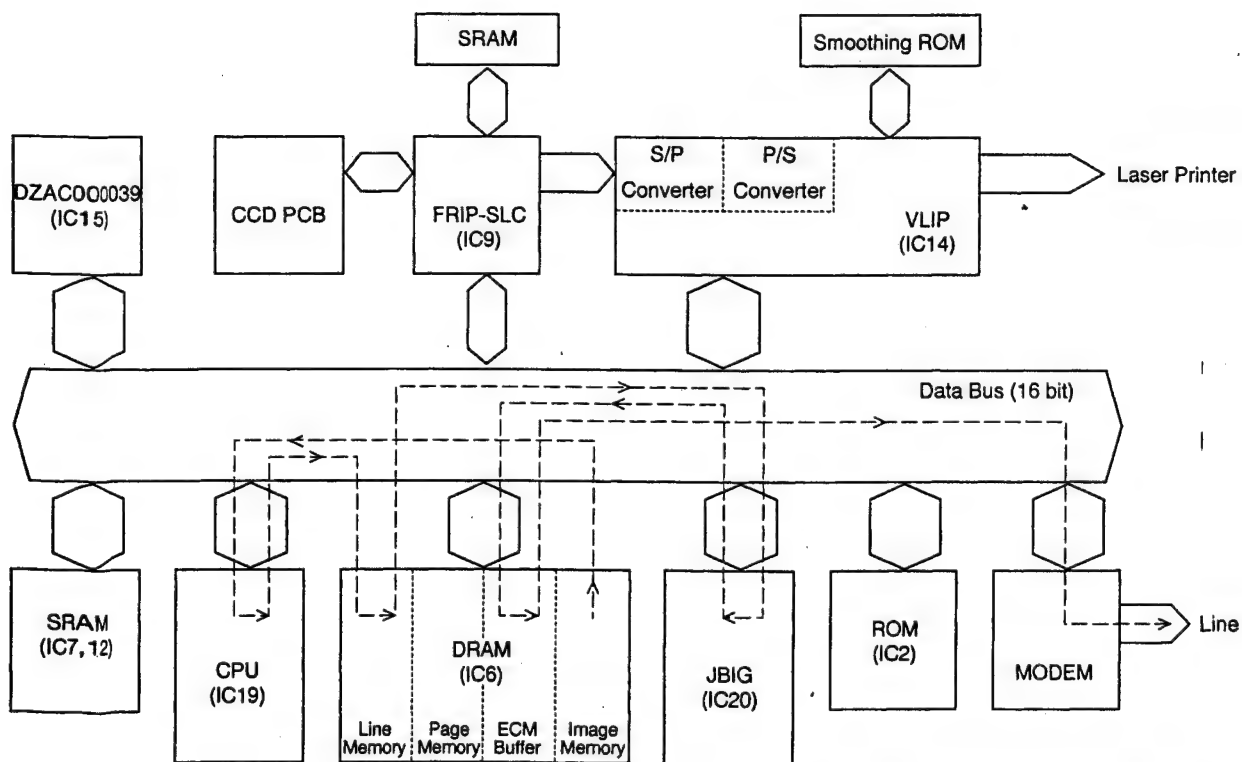 SRAM
Smoothing ROM
DZAC000039
(IC15)
CCD PCB
FRIP-SLC
(IC9)
S/P
Converter
P/S
Converter
VLIP
(IC14)
Laser Printer
Data Bus (16 bit)
SRAM
(IC7,12)
CPU
(IC19)
DRAM
(IC6)
Line
Memory
Page
Memory
ECM
Buffer
Image
Memory
JBIG
(IC20)
ROM
(IC2)
MODEM
Line